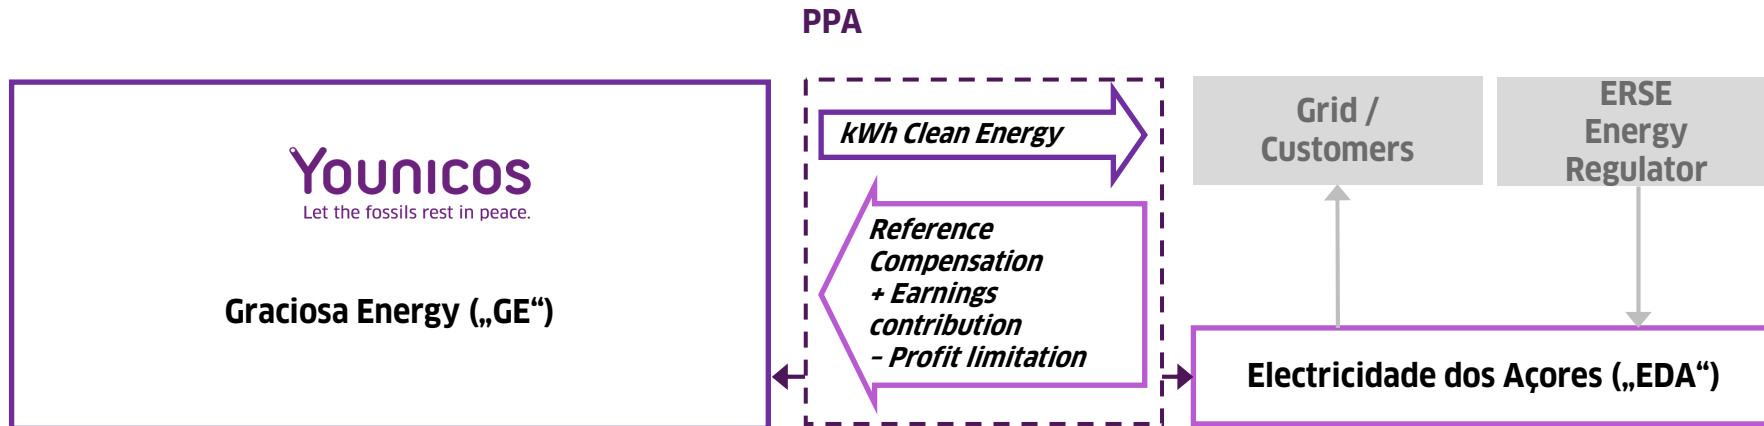 PPA
Younicos
Let the fossils rest in peace.
Graciosa Energy („GE“)
kWh Clean Energy
Reference
Compensation
+ Earnings
contribution
– Profit limitation
Grid /
Customers
ERSE
Energy
Regulator
Electricidade dos Açores („EDA“)